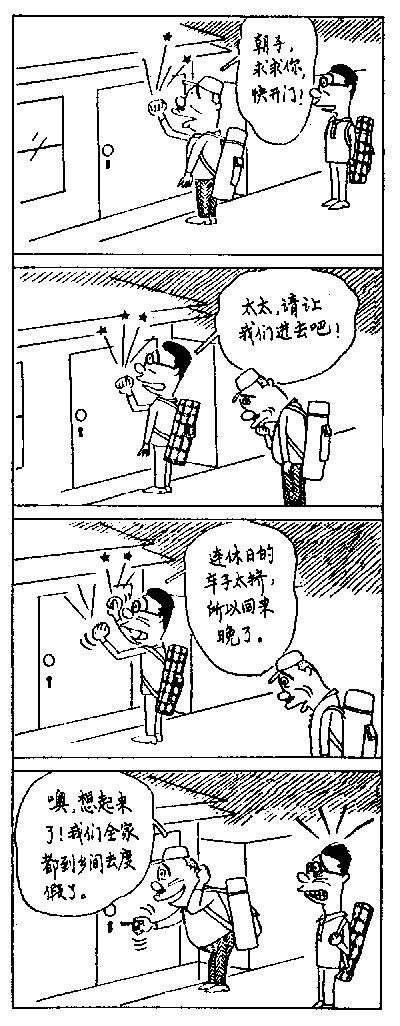 朝子，
求求你，
快开门！
太太，请让
我们进去吧！
连休日的
车子太挤，
所以回来
晚了。
噢，想起来
了！我们全家
都到乡间去度
假了。